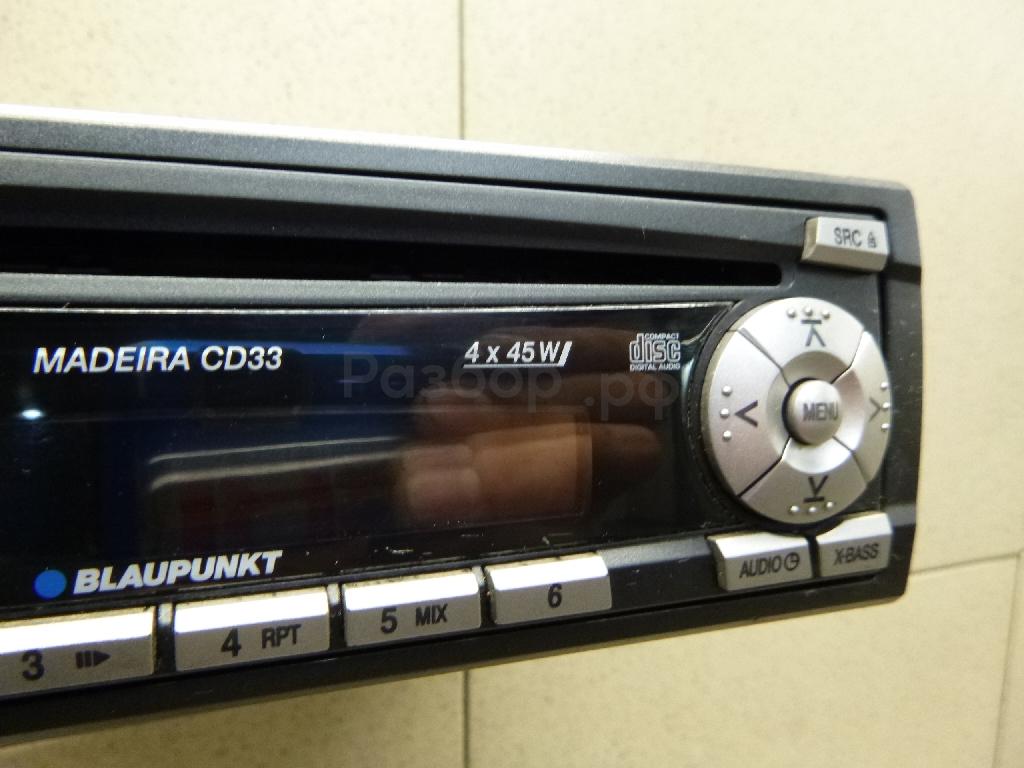 SRC
MADEIRA CD33
4 x 45W
COMPACT
disc
DIGITAL AUDIO
Разбор.рф
MENU
BLAUPUNKT
AUDIO
X-BASS
3
4 RPT
5 MIX
6